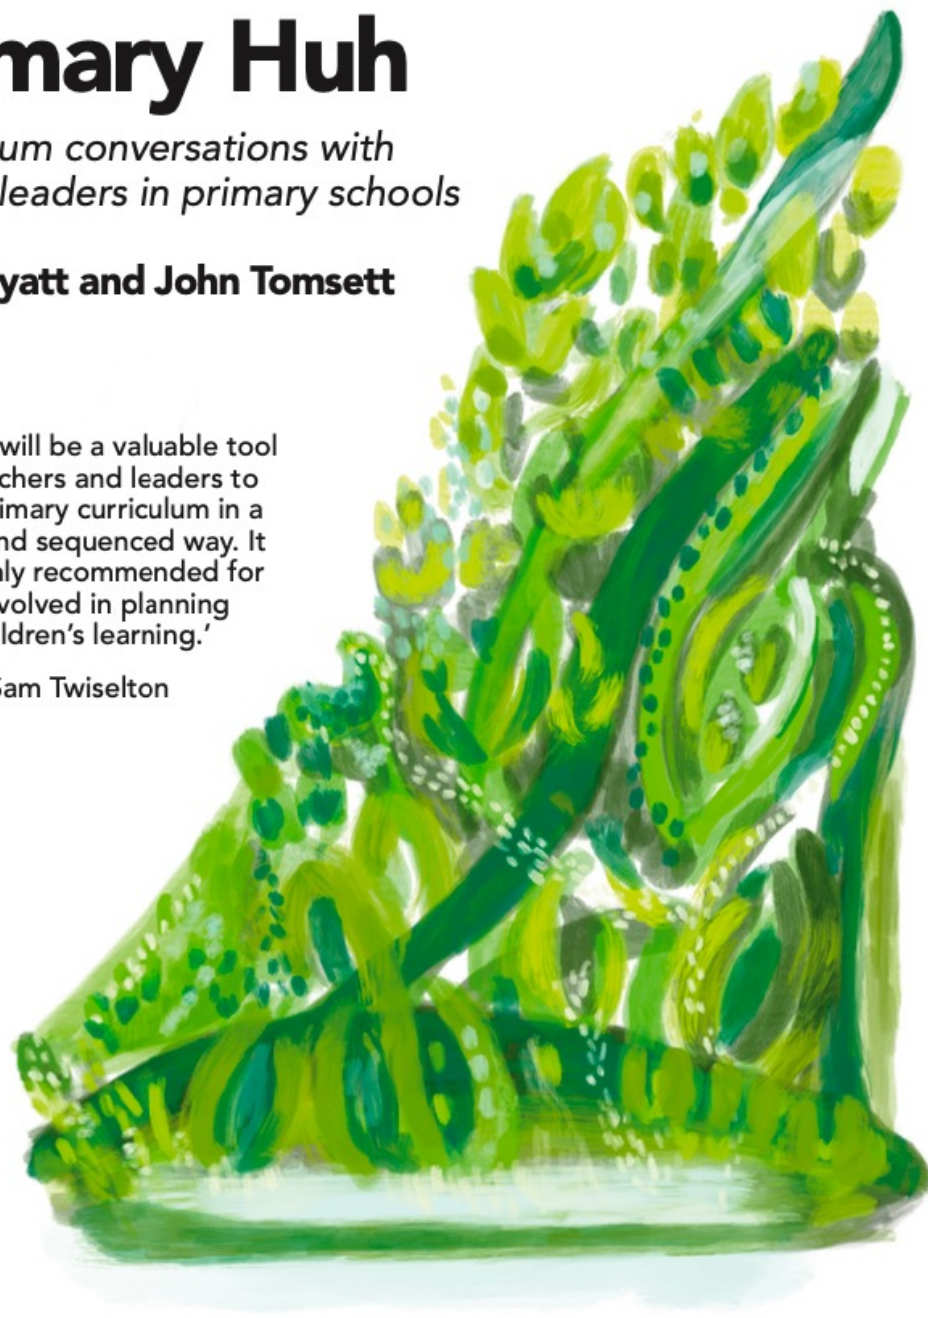 mary Huh
um conversations with
leaders in primary schools
yatt and John Tomsett
will be a valuable tool
chers and leaders to
imary curriculum in a
nd sequenced way. It
ly recommended for
volved in planning
ldren's learning.'
Sam Twiselton